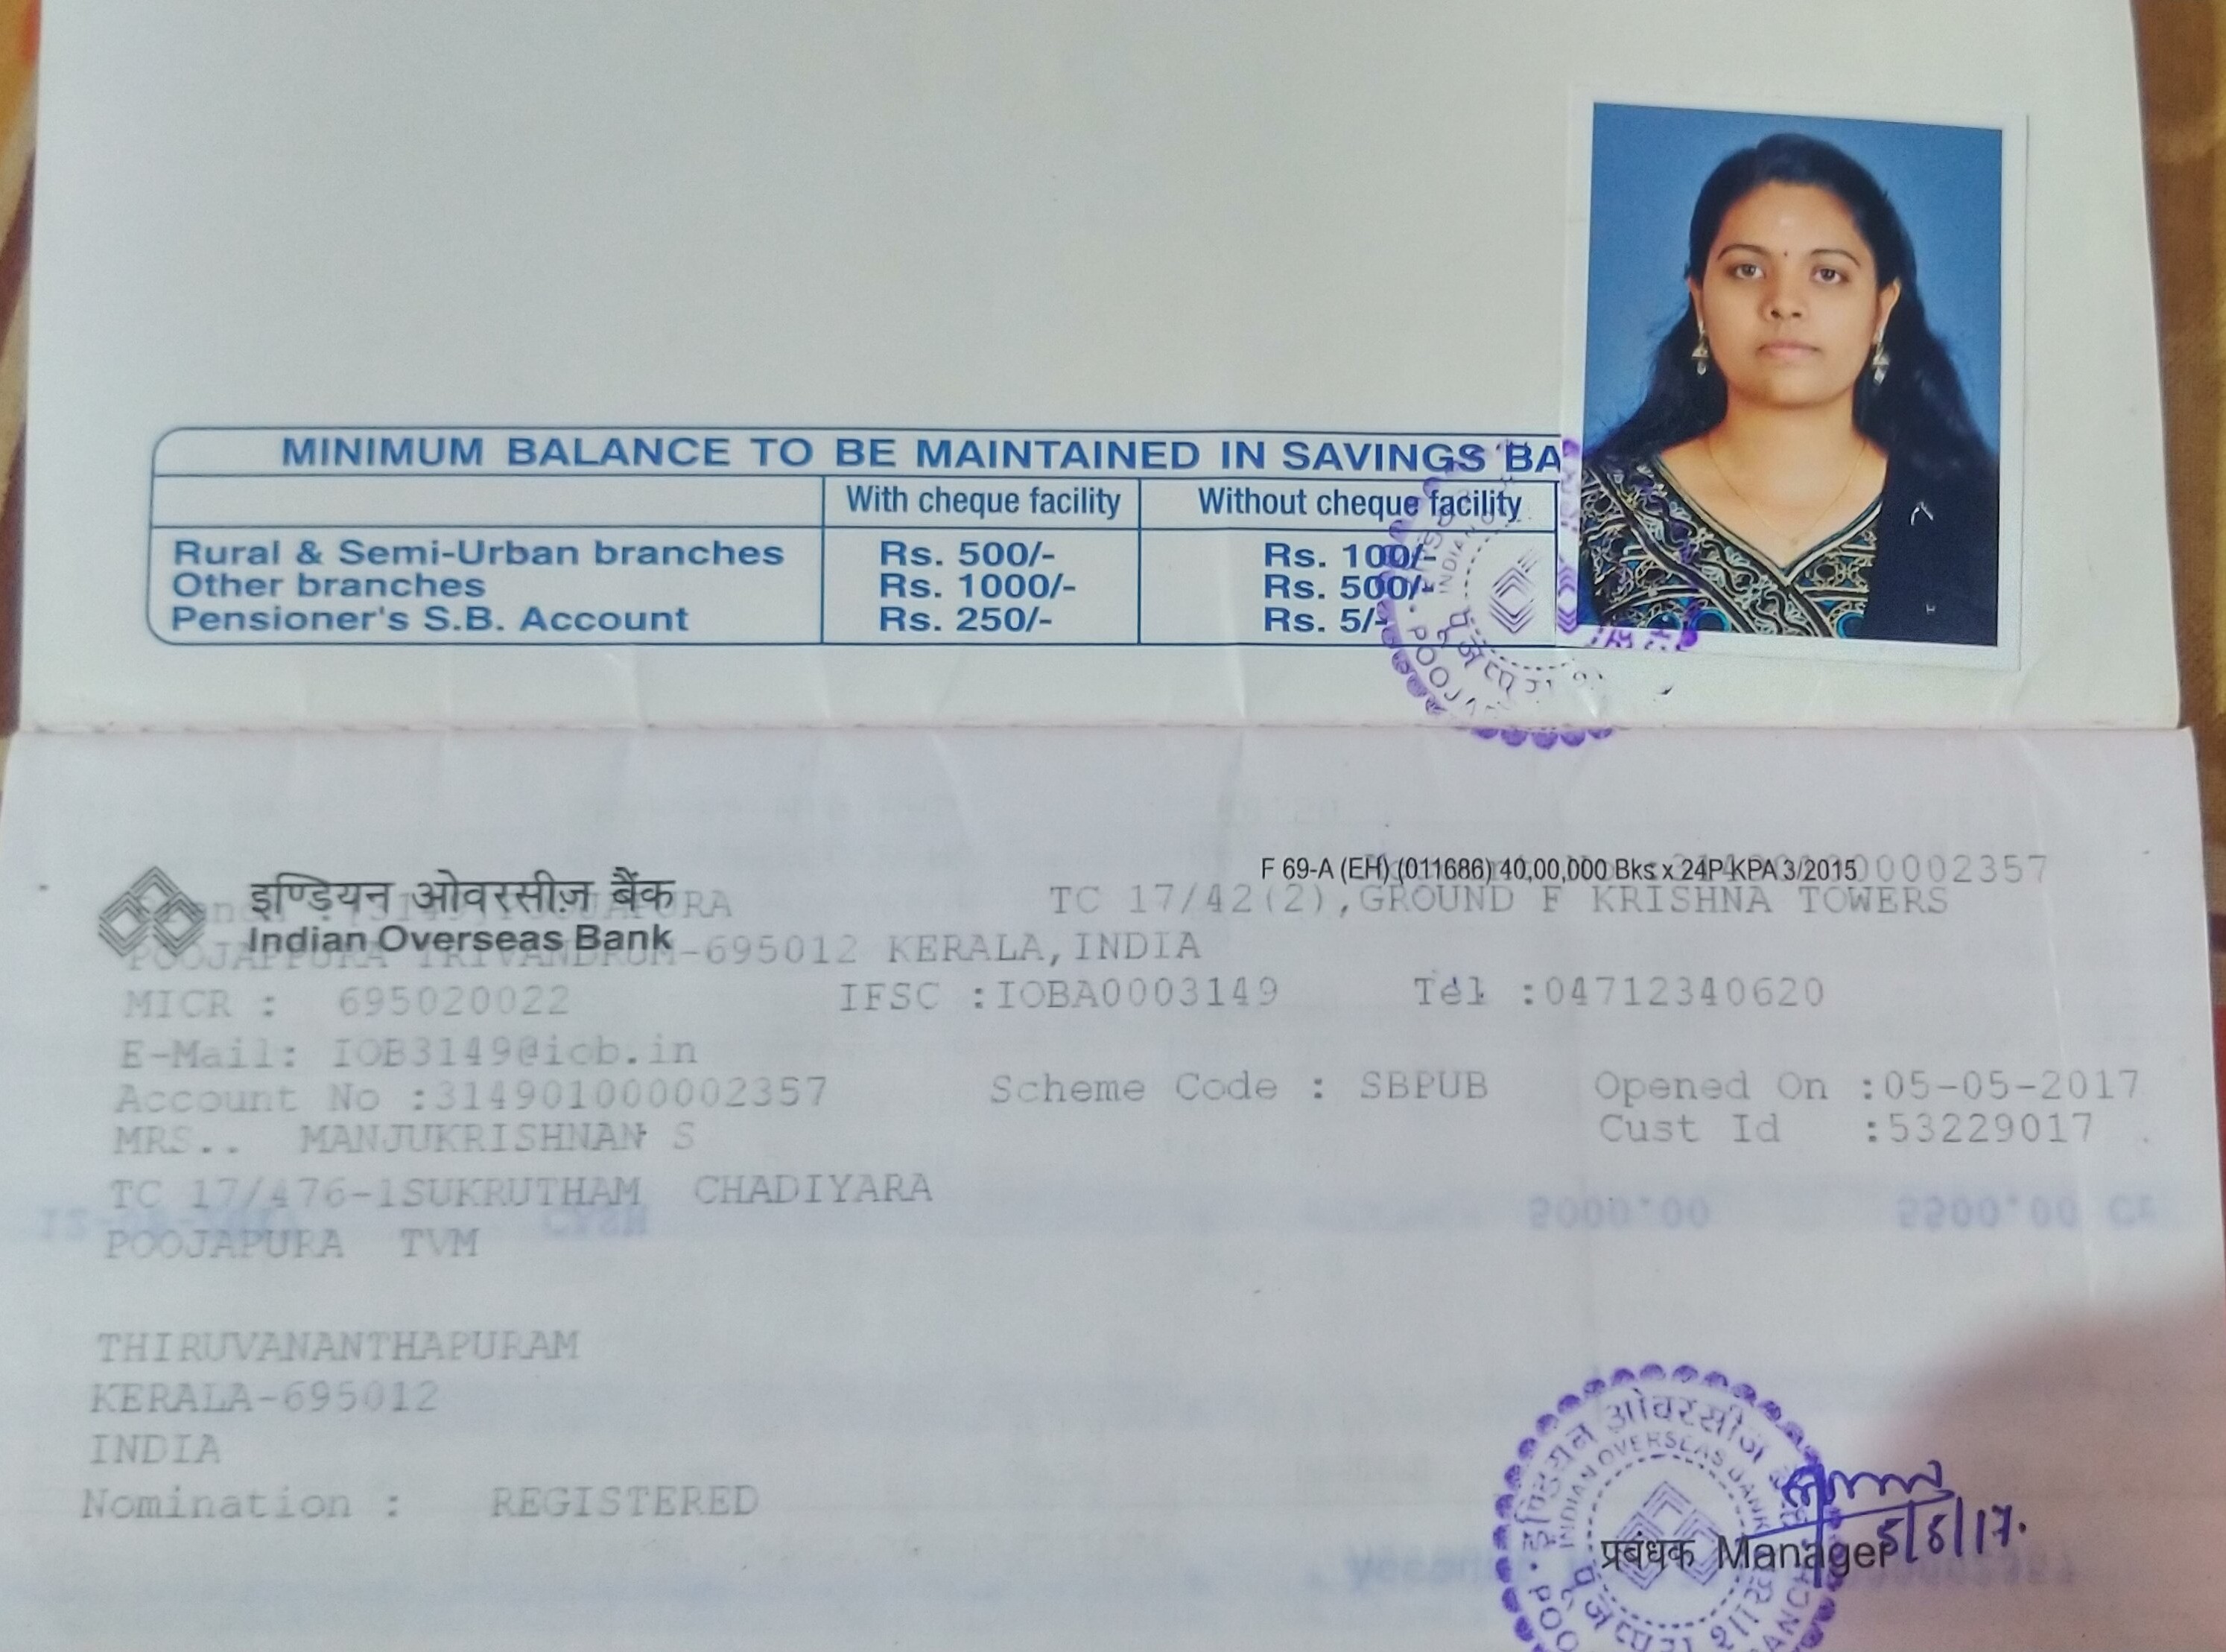 MINIMUM BALANCE TO BE MAINTAINED IN SAVINGS BA
With cheque facility Without cheque facility
Rural & Semi-Urban branches Rs. 500/- Rs. 100/-
Other branches Rs. 1000/- Rs. 500/-
Pensioner's S.B. Account Rs. 250/- Rs. 5/-
F 69-A (EH) (011686) 40,00,000 Bks x 24P KPA 3/2015 00002357
इण्डियन ओवरसीज़ बैंक
Indian Overseas Bank
TC 17/42(2),GROUND F KRISHNA TOWERS
POOJAPPURA TRIVANDRUM-695012 KERALA,INDIA
MICR : 695020022 IFSC :IOBA0003149 Tel :04712340620
E-Mail: IOB3149@iob.in
Account No :314901000002357 Scheme Code : SBPUB Opened On :05-05-2017
MRS.. MANJUKRISHNAN S Cust Id :53229017
TC 17/476-1SUKRUTHAM CHADIYARA
POOJAPURA TVM
THIRUVANANTHAPURAM
KERALA-695012
INDIA
Nomination : REGISTERED
इण्डियन ओवरसीज
INDIAN OVERSEAS BANK
प्रबंधक Manager 5/5/17.